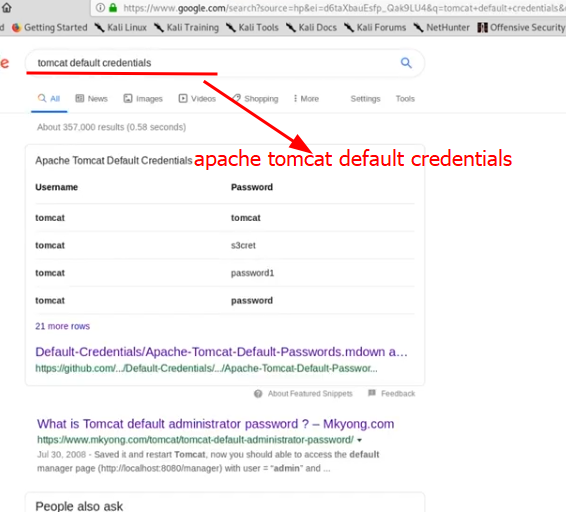 https://www.google.com/search?source=hp&ei=d6taXbauEsfp_Qak9LU4&q=tomcat+default+credentials&
Getting Started Kali Linux Kali Training Kali Tools Kali Docs Kali Forums NetHunter Offensive Security
e tomcat default credentials
All News Images Videos Shopping More Settings Tools
About 357,000 results (0.58 seconds)
Apache Tomcat Default Credentials apache tomcat default credentials
Username Password
tomcat tomcat
tomcat s3cret
tomcat password1
tomcat password
21 more rows
Default-Credentials/Apache-Tomcat-Default-Passwords.mdown a...
https://github.com/.../Default-Credentials/.../Apache-Tomcat-Default-Passwor...
About Featured Snippets Feedback
What is Tomcat default administrator password ? – Mkyong.com
https://www.mkyong.com/tomcat/tomcat-default-administrator-password/
Jul 30, 2008 - Saved it and restart Tomcat, now you should able to access the default
manager page (http://localhost:8080/manager) with user = "admin" and ...
People also ask